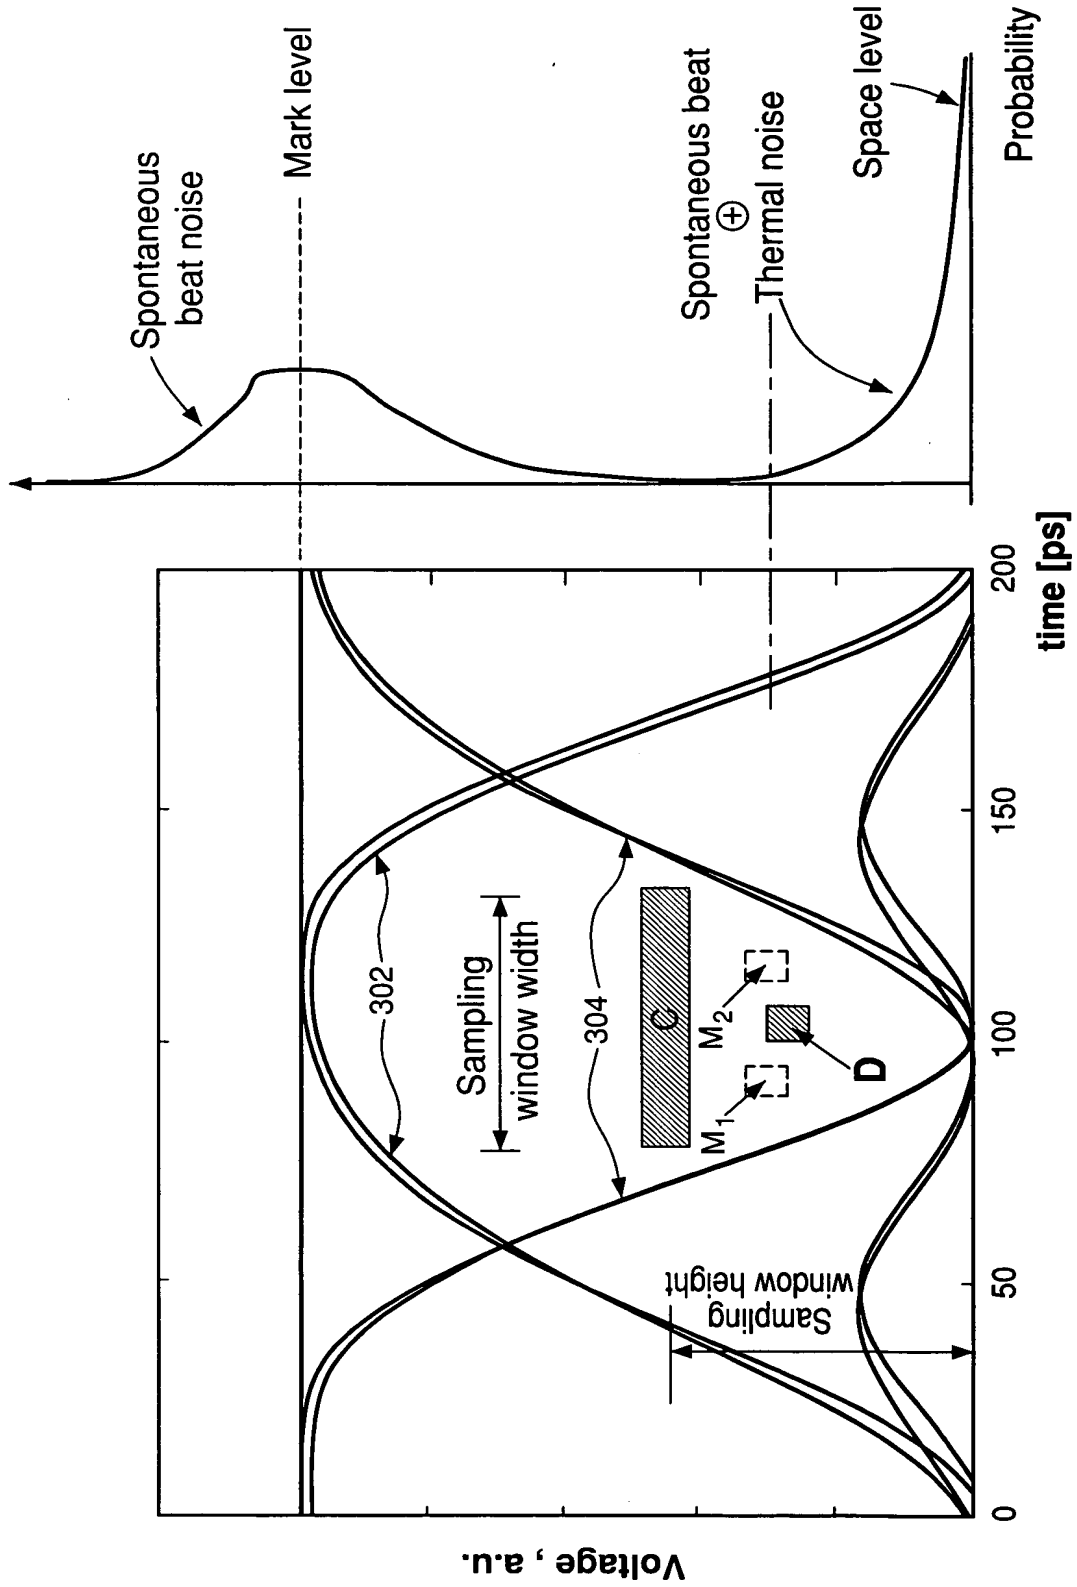 Spontaneous
beat noise
Mark level
Spontaneous beat
⊕
Thermal noise
Space level
Probability
302
Sampling
window width
304
C
M1
M2
D
Sampling
window height
Voltage , a.u.
0
50
100
150
200
time [ps]